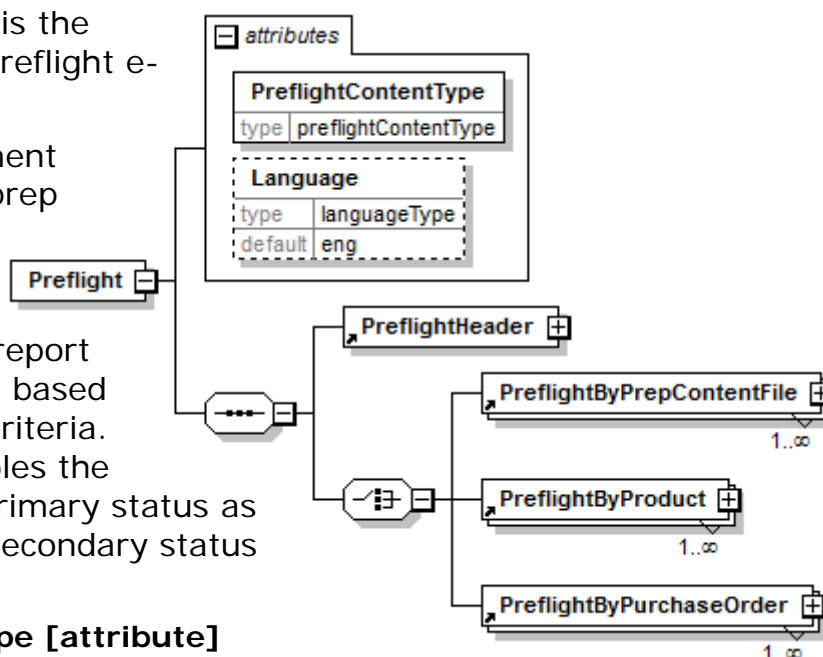 is the
reflight e-
ment
prep
report
based
riteria.
les the
rimary status as
econdary status
pe [attribute]
attributes
PreflightContentType
type preflightContentType
Language
type languageType
default eng
Preflight
PreflightHeader
PreflightByPrepContentFile
1..∞
PreflightByProduct
1..∞
PreflightByPurchaseOrder
1..∞